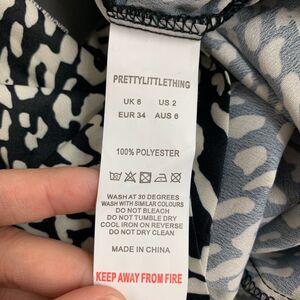 PRETTYLITTLETHING
UK 6 US 2
EUR 34 AUS 6
100% POLYESTER
WASH AT 30 DEGREES
WASH WITH SIMILAR COLOURS
DO NOT BLEACH
DO NOT TUMBLE DRY
COOL IRON ON REVERSE
DO NOT DRY CLEAN
MADE IN CHINA
KEEP AWAY FROM FIRE